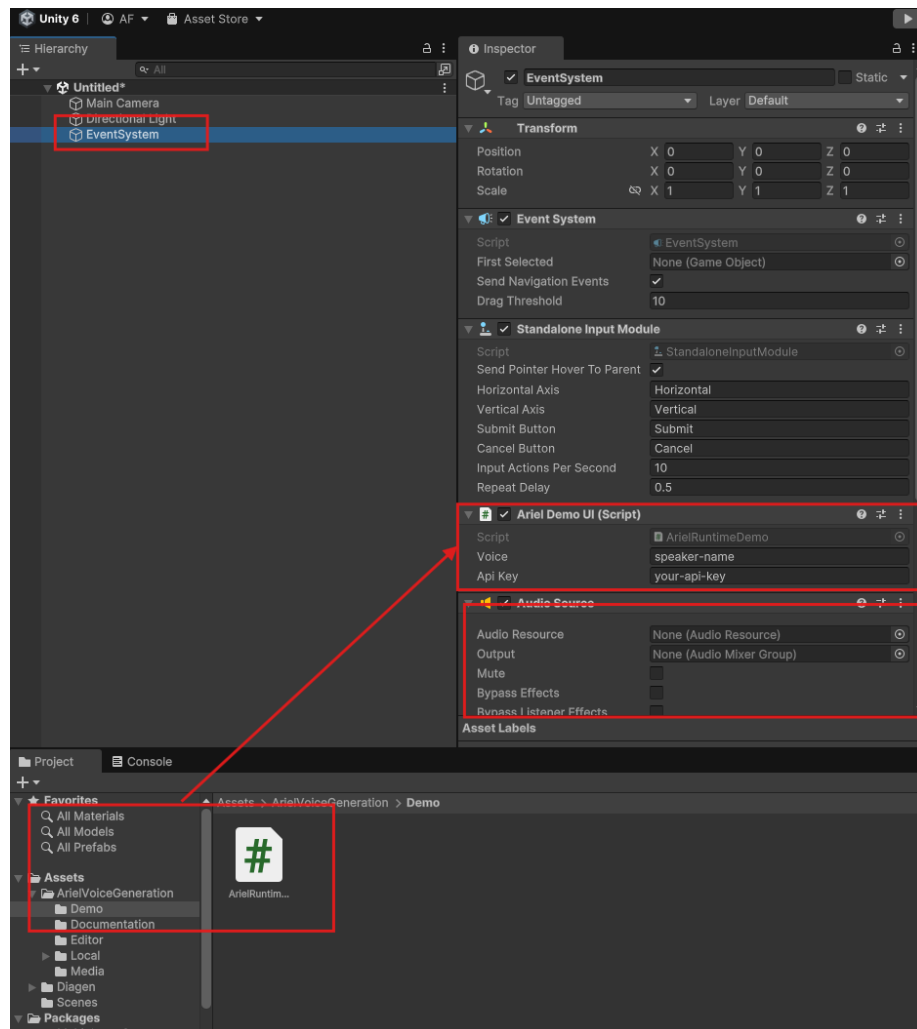 Unity 6 AF Asset Store
Hierarchy
All
Untitled*
Main Camera
Directional Light
EventSystem
Inspector
EventSystem Static
Tag Untagged Layer Default
Transform
Position X 0 Y 0 Z 0
Rotation X 0 Y 0 Z 0
Scale X 1 Y 1 Z 1
Event System
Script EventSystem
First Selected None (Game Object)
Send Navigation Events
Drag Threshold 10
Standalone Input Module
Script StandaloneInputModule
Send Pointer Hover To Parent
Horizontal Axis Horizontal
Vertical Axis Vertical
Submit Button Submit
Cancel Button Cancel
Input Actions Per Second 10
Repeat Delay 0.5
# Ariel Demo UI (Script)
Script ArielRuntimeDemo
Voice speaker-name
Api Key your-api-key
Audio Source
Audio Resource None (Audio Resource)
Output None (Audio Mixer Group)
Mute
Bypass Effects
Bypass Listener Effects
Asset Labels
Project Console
Favorites
All Materials
All Models
All Prefabs
Assets
ArielVoiceGeneration
Demo
Documentation
Editor
Local
Media
Diagen
Scenes
Packages
Assets > ArielVoiceGeneration > Demo
#
ArielRuntim...